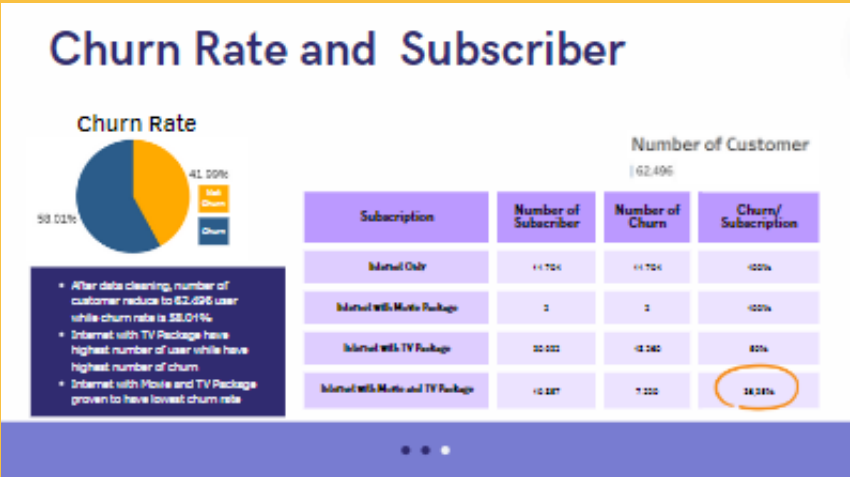 Churn Rate and Subscriber
Churn Rate
41.99%
Not
Churn
Churn
58.01%
Number of Customer
62.496
Subscription
Number of
Subscriber
Number of
Churn
Churn/
Subscription
Internet Only
100%
Internet with Movie Package
100%
Internet with TV Package
Internet with Movie and TV Package
After data cleaning, number of
customer reduce to 62.496 user
while churn rate is 58.01%
Internet with TV Package have
highest number of user while have
highest number of churn
Internet with Movie and TV Package
proven to have lowest churn rate